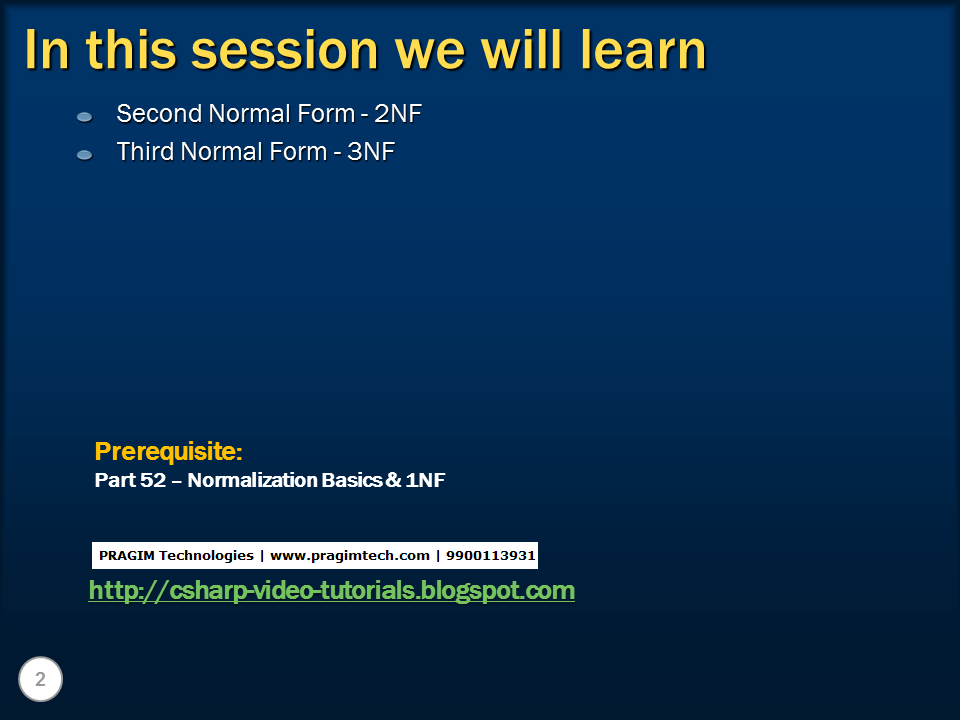 In this session we will learn
Second Normal Form - 2NF
Third Normal Form - 3NF
Prerequisite:
Part 52 – Normalization Basics & 1NF
PRAGIM Technologies | www.pragimtech.com | 9900113931
http://csharp-video-tutorials.blogspot.com
2